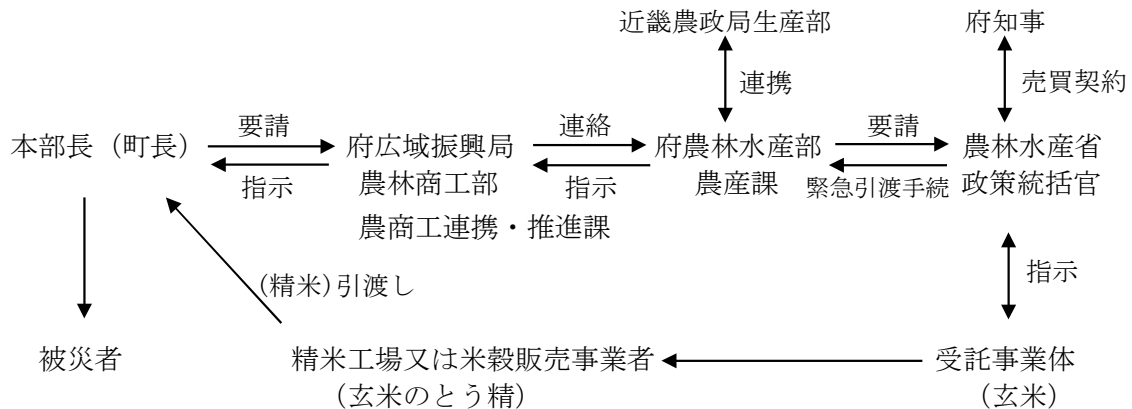 近畿農政局生産部
府知事
連携
売買契約
本部長（町長）
要請
指示
府広域振興局
農林商工部
農商工連携・推進課
連絡
指示
府農林水産部
農産課
要請
緊急引渡手続
農林水産省
政策統括官
(精米)引渡し
指示
被災者
精米工場又は米穀販売事業者
（玄米のとう精）
受託事業体
（玄米）